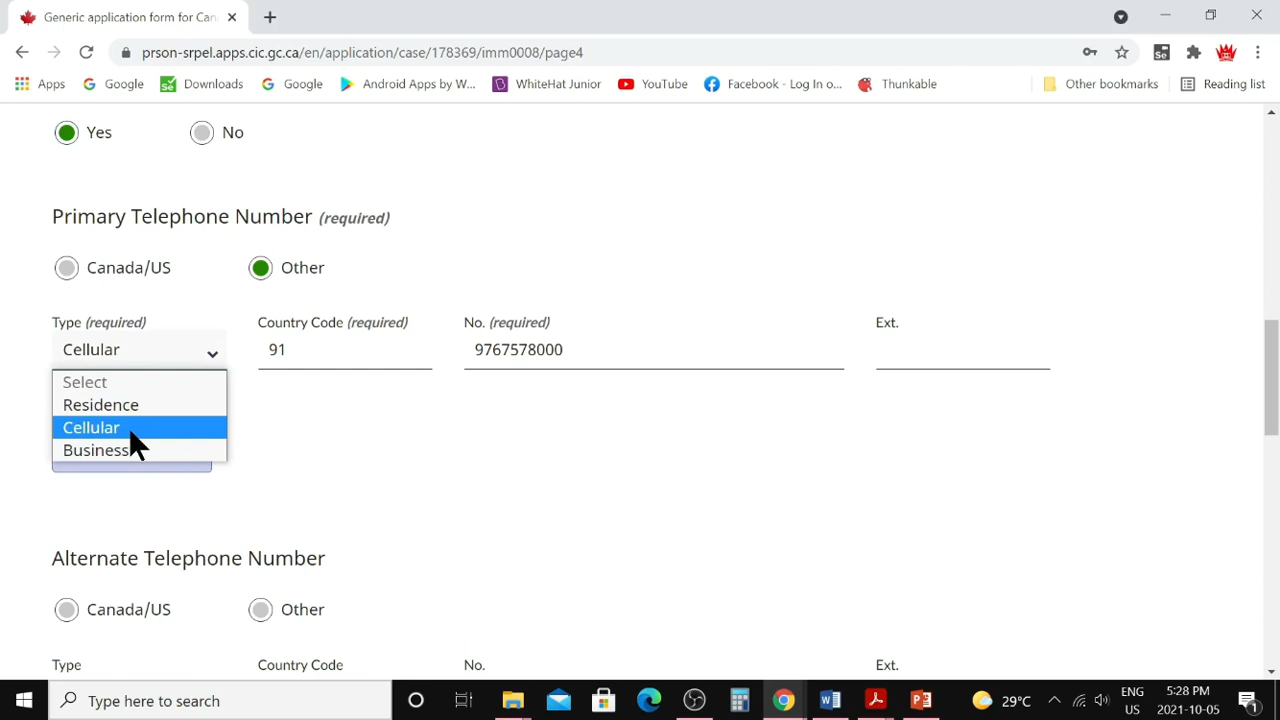 Generic application form for Can
prson-srpel.apps.cic.gc.ca/en/application/case/178369/imm0008/page4
Apps
Google
Downloads
Google
Android Apps by W...
WhiteHat Junior
YouTube
Facebook - Log In o...
Thunkable
Other bookmarks
Reading list
Yes
No
Primary Telephone Number (required)
Canada/US
Other
Type (required)
Country Code (required)
No. (required)
Ext.
Cellular
91
9767578000
Select
Residence
Cellular
Business
Alternate Telephone Number
Canada/US
Other
Type
Country Code
No.
Ext.
Type here to search
29°C
ENG
US
5:28 PM
2021-10-05
1